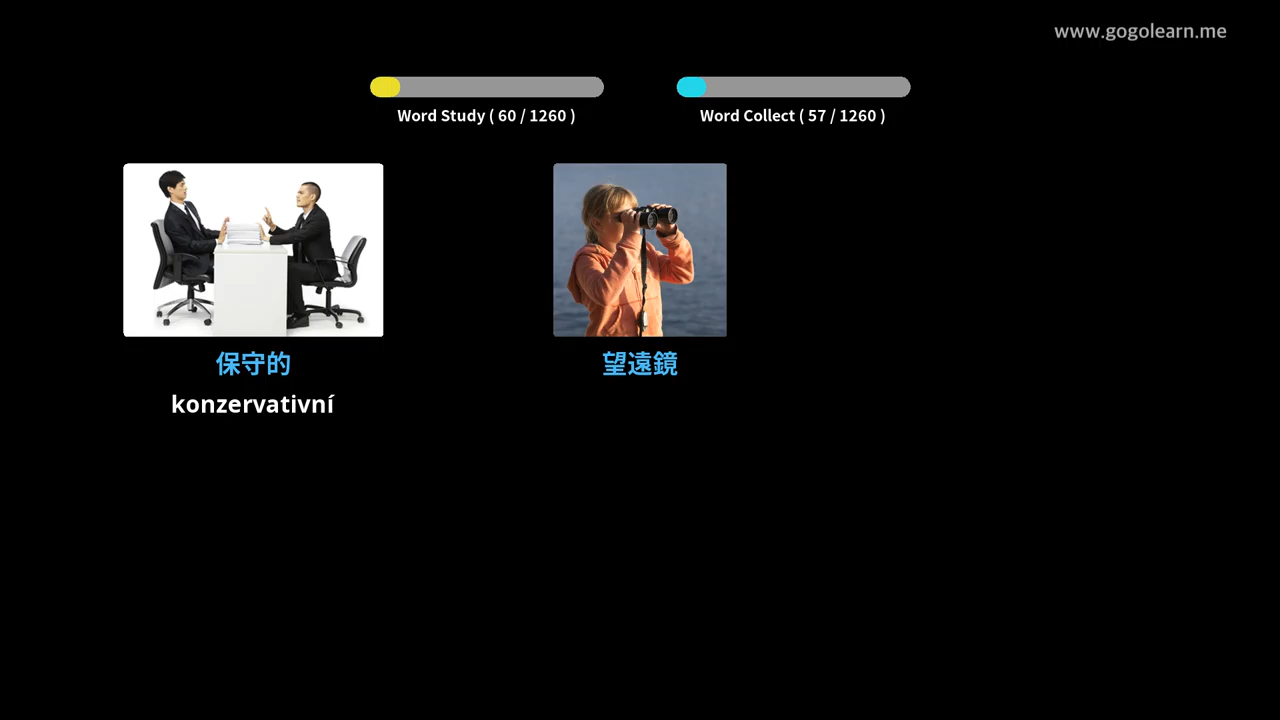 www.gogolearn.me
Word Study ( 60 / 1260 )
Word Collect ( 57 / 1260 )
保守的
望遠鏡
konzervativní